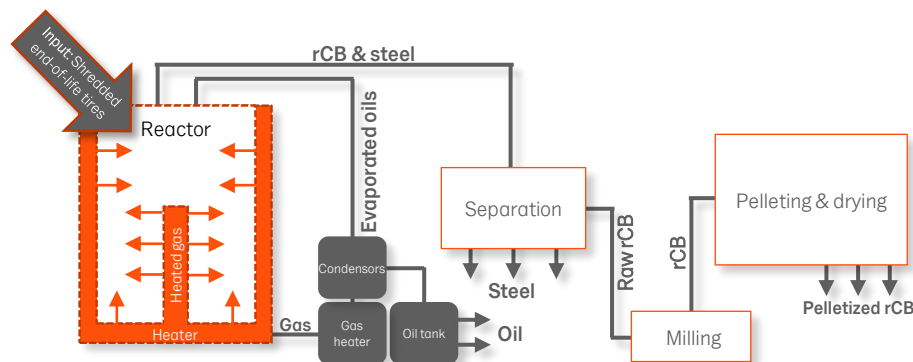 Input: Shredded
end-of-life tires
rCB & steel
Reactor
Evaporated oils
Separation
Pelleting & drying
Heated gas
Condensors
Raw rCB
rCB
Steel
Pelletized rCB
Gas
Gas
heater
Oil tank
Oil
Heater
Milling